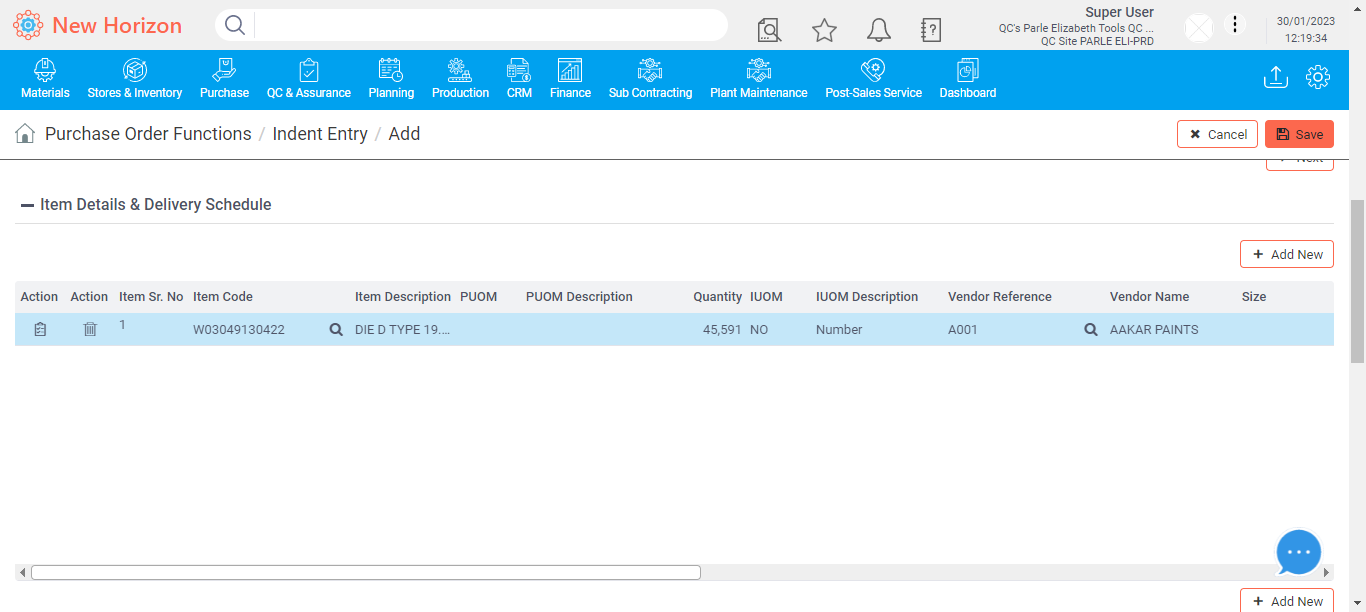 New Horizon
Super User
QC's Parle Elizabeth Tools QC ...
QC Site PARLE ELI-PRD
30/01/2023
12:19:34
Materials Stores & Inventory Purchase QC & Assurance Planning Production CRM Finance Sub Contracting Plant Maintenance Post-Sales Service Dashboard
Purchase Order Functions / Indent Entry / Add
Cancel Save
Next
Item Details & Delivery Schedule
+ Add New
Action Action Item Sr. No Item Code Item Description PUOM PUOM Description Quantity IUOM IUOM Description Vendor Reference Vendor Name Size
1 W03049130422 DIE D TYPE 19.... 45,591 NO Number A001 AAKAR PAINTS
+ Add New